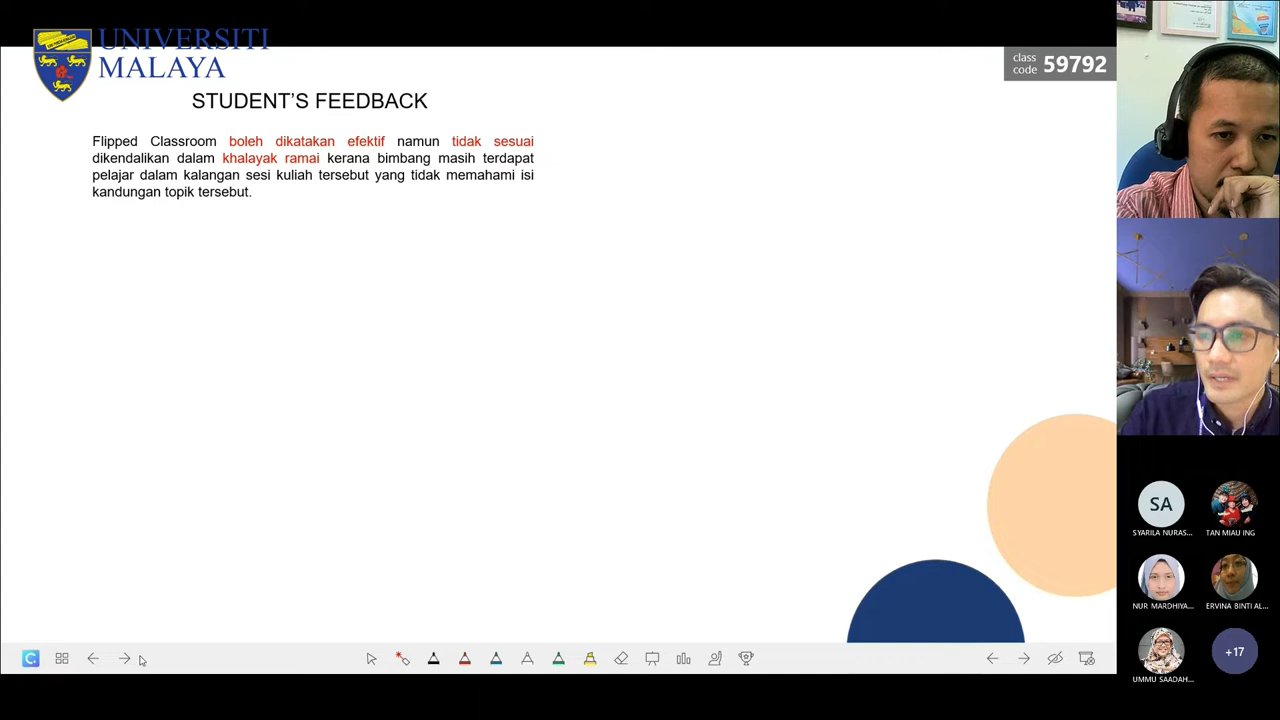 UNIVERSITI
MALAYA
class
code 59792
STUDENT'S FEEDBACK
Flipped Classroom boleh dikatakan efektif namun tidak sesuai
dikendalikan dalam khalayak ramai kerana bimbang masih terdapat
pelajar dalam kalangan sesi kuliah tersebut yang tidak memahami isi
kandungan topik tersebut.
SA
SYARILA NURAS...
TAN MIAU ING
NUR MARDHIYA...
ERVINA BINTI AL...
UMMU SAADAH...
+17